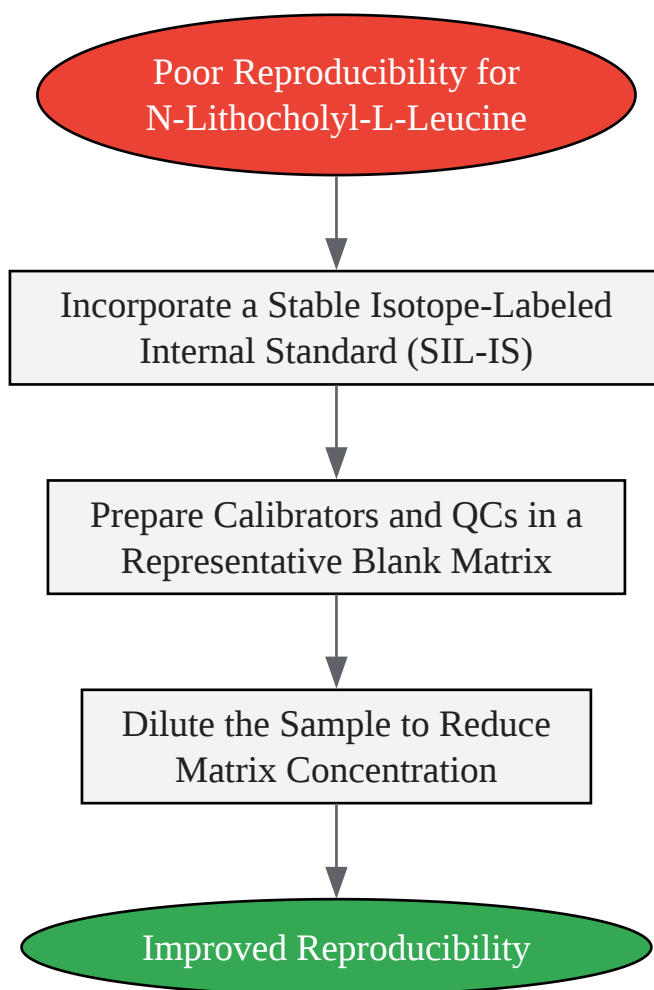 Poor Reproducibility for
N-Lithocholyl-L-Leucine
Incorporate a Stable Isotope-Labeled
Internal Standard (SIL-IS)
Prepare Calibrators and QCs in a
Representative Blank Matrix
Dilute the Sample to Reduce
Matrix Concentration
Improved Reproducibility